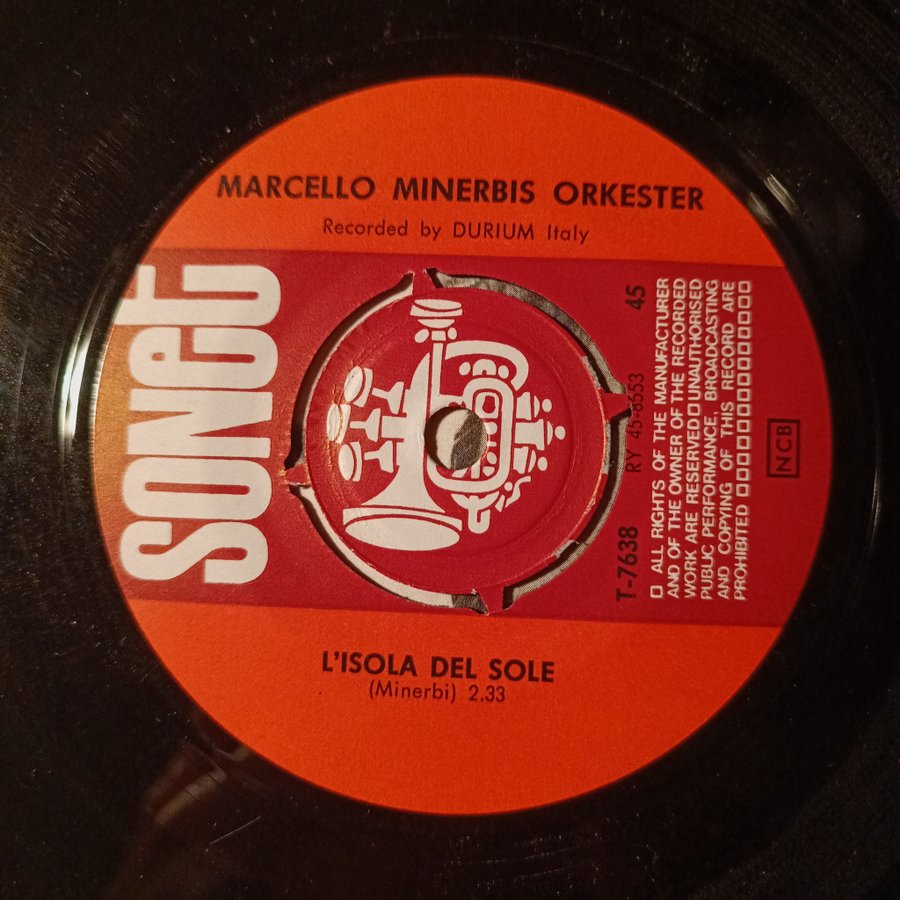 MARCELLO MINERBIS ORKESTER
Recorded by DURIUM Italy
SONET
T-7638 RY 45
□ ALL RIGHTS OF THE MANUFACTURER
AND OF THE OWNER OF THE RECORDED
WORK ARE RESERVED □ UNAUTHORISED
PUBLIC PERFORMANCE, BROADCASTING
AND COPYING OF THIS RECORD ARE
PROHIBITED
NCB
L'ISOLA DEL SOLE
(Minerbi) 2.33